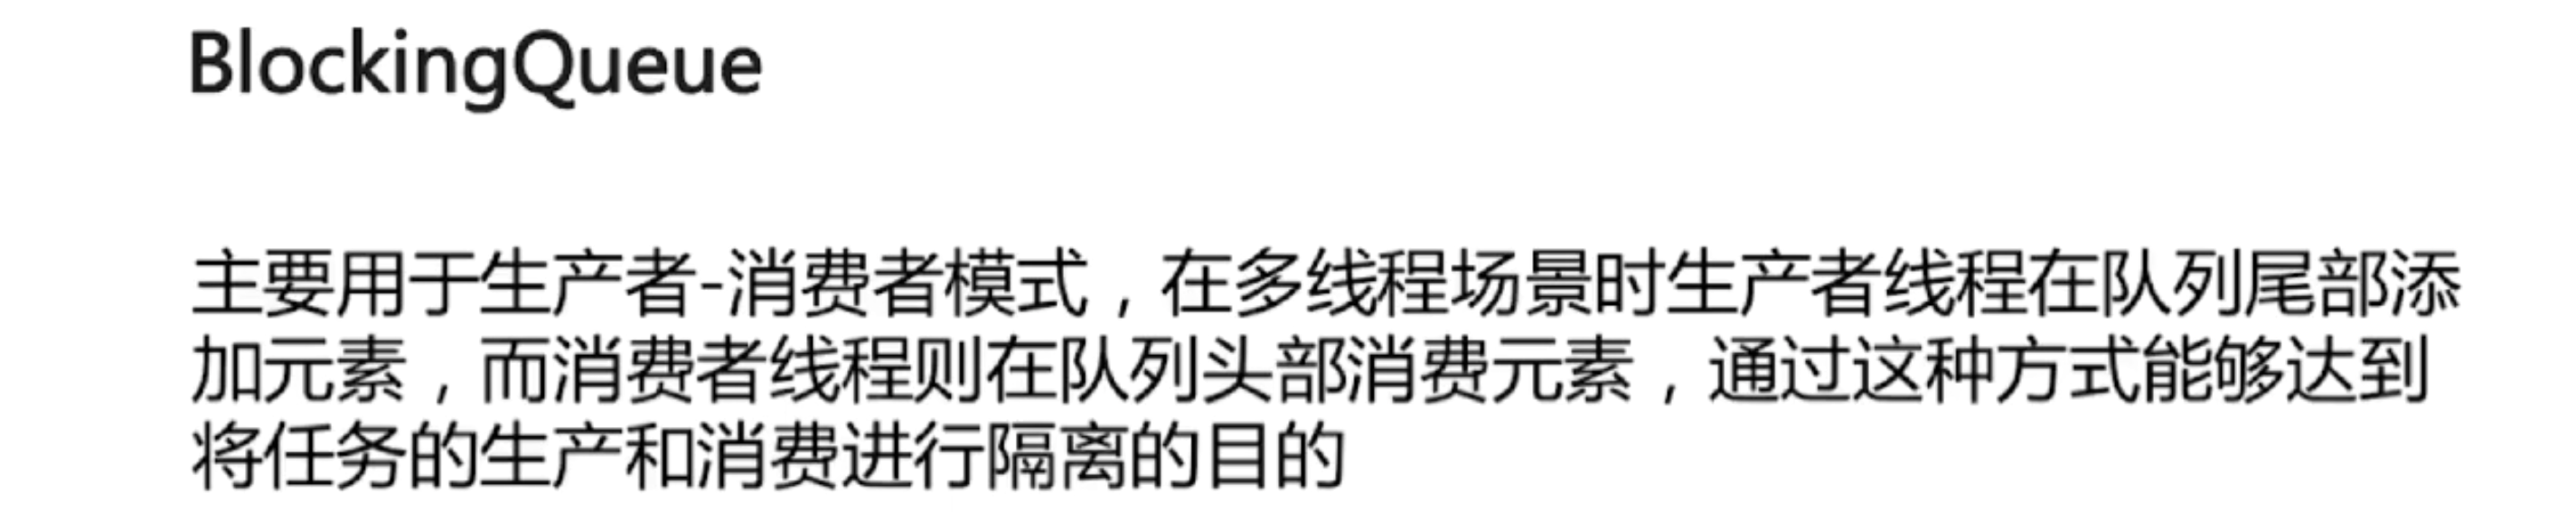 BlockingQueue
主要用于生产者-消费者模式，在多线程场景时生产者线程在队列尾部添
加元素，而消费者线程则在队列头部消费元素，通过这种方式能够达到
将任务的生产和消费进行隔离的目的